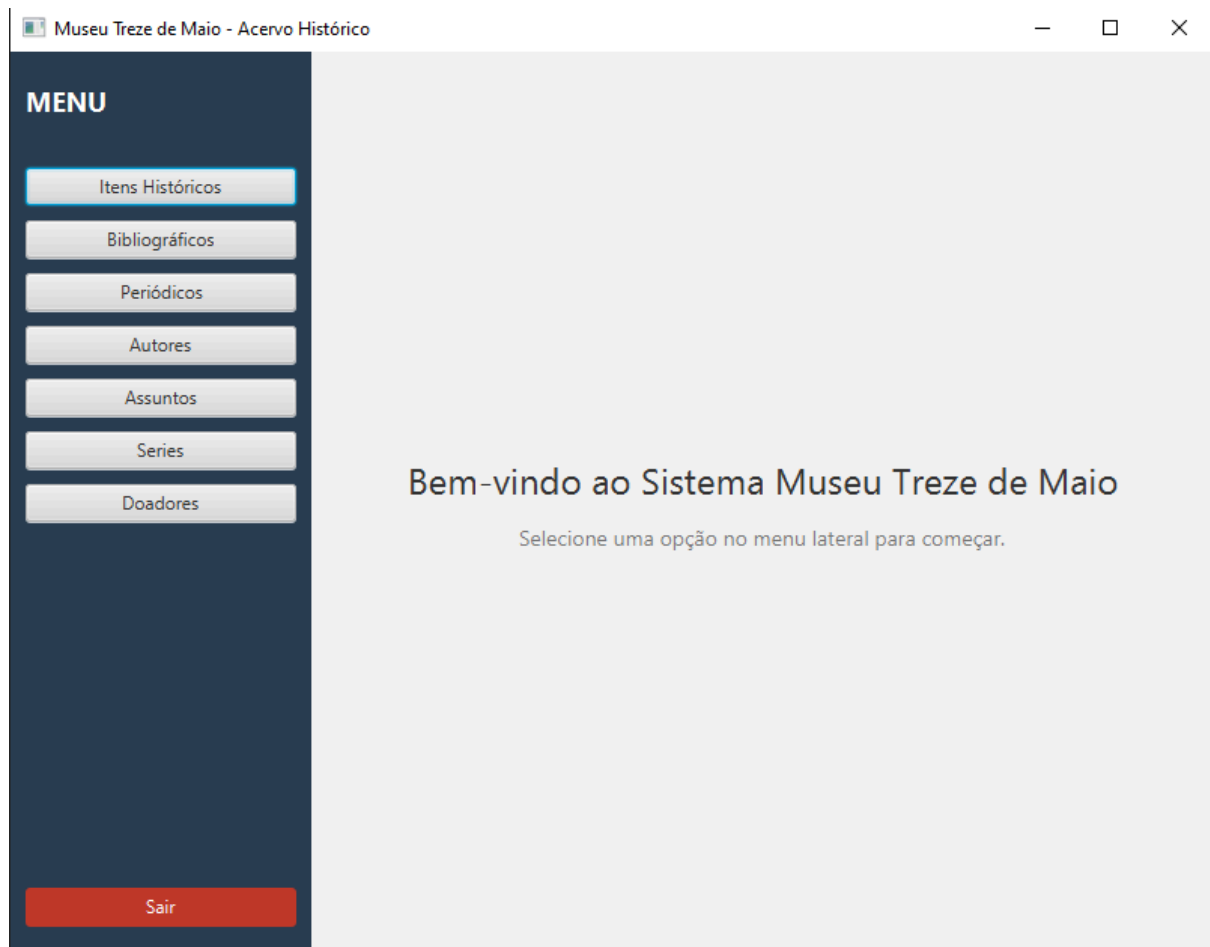 Museu Treze de Maio - Acervo Histórico
MENU
Itens Históricos
Bibliográficos
Periódicos
Autores
Assuntos
Series
Doadores
Bem-vindo ao Sistema Museu Treze de Maio
Selecione uma opção no menu lateral para começar.
Sair